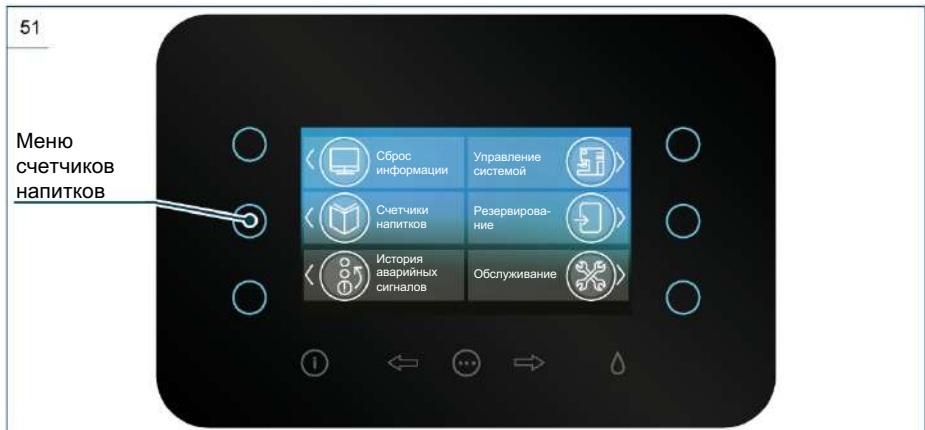 51
Меню
счетчиков
напитков
Сброс
информации
Управление
системой
Счетчики
напитков
Резервирова-
ние
История
аварийных
сигналов
Обслуживание